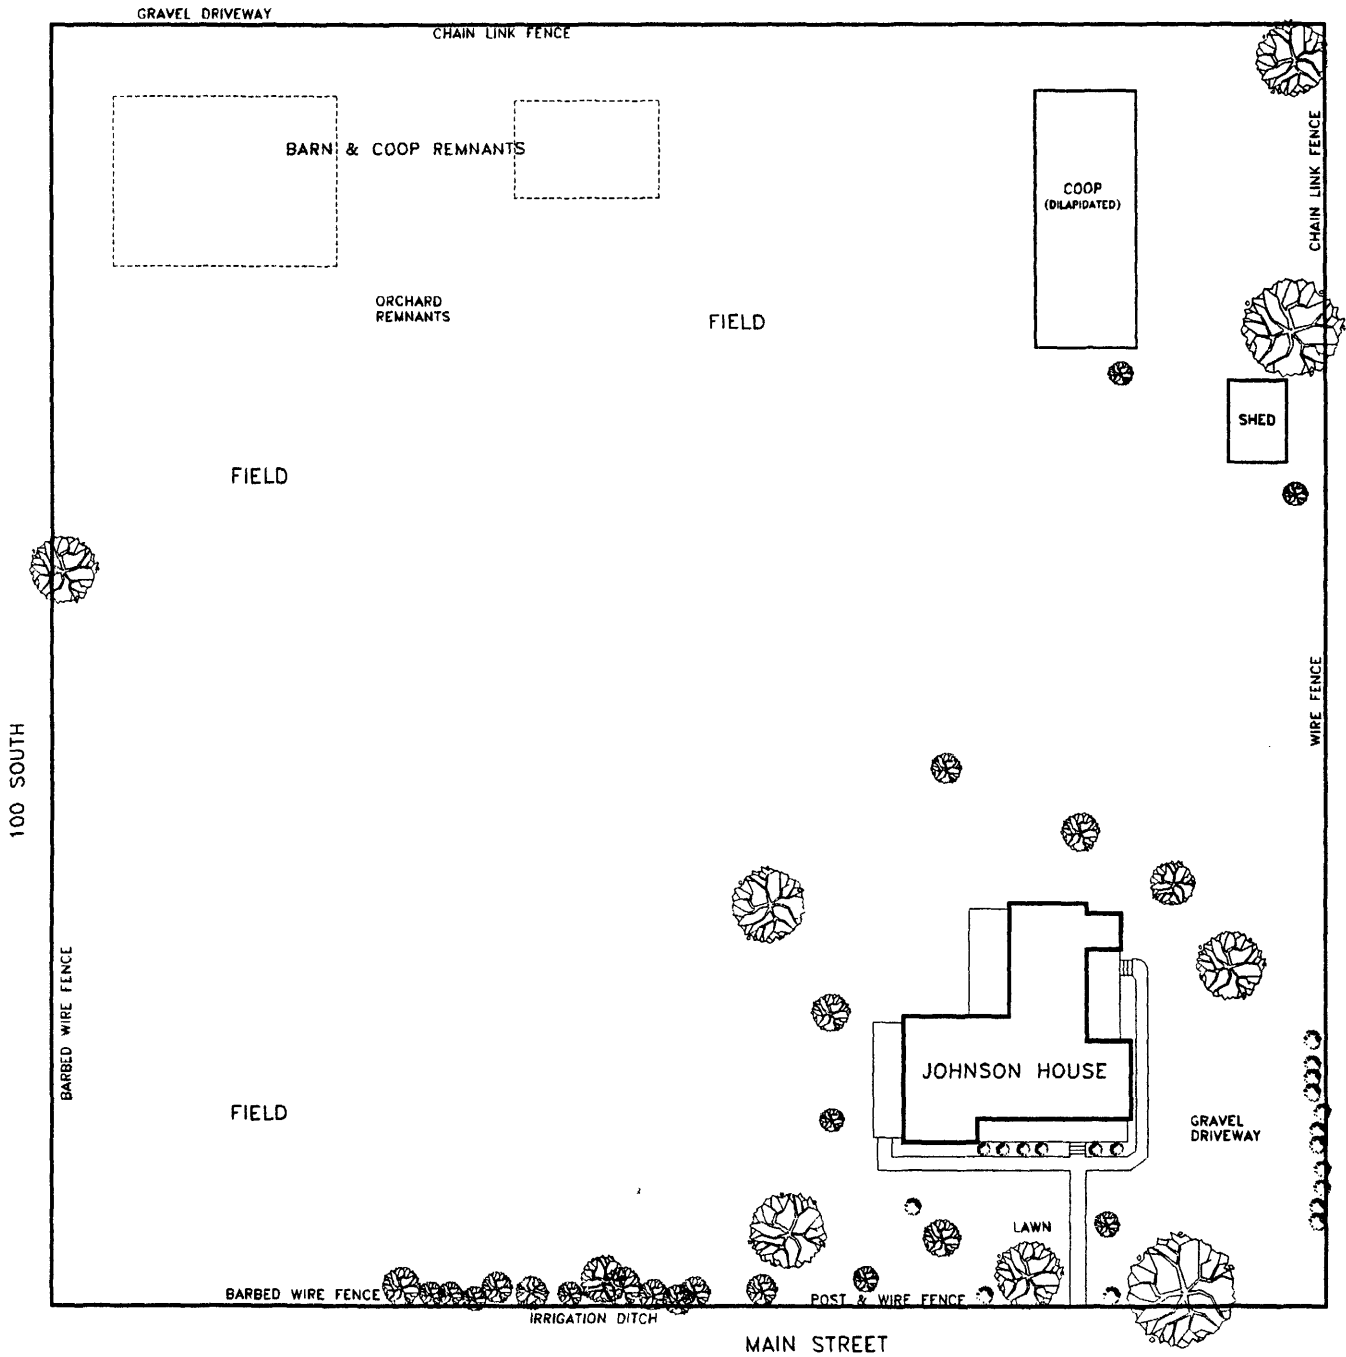 GRAVEL DRIVEWAY
CHAIN LINK FENCE
CHAIN LINK FENCE
BARN & COOP REMNANTS
COOP
(DILAPIDATED)
ORCHARD
REMNANTS
FIELD
SHED
FIELD
WIRE FENCE
100 SOUTH
BARBED WIRE FENCE
JOHNSON HOUSE
FIELD
GRAVEL
DRIVEWAY
LAWN
BARBED WIRE FENCE
POST & WIRE FENCE
IRRIGATION DITCH
MAIN STREET